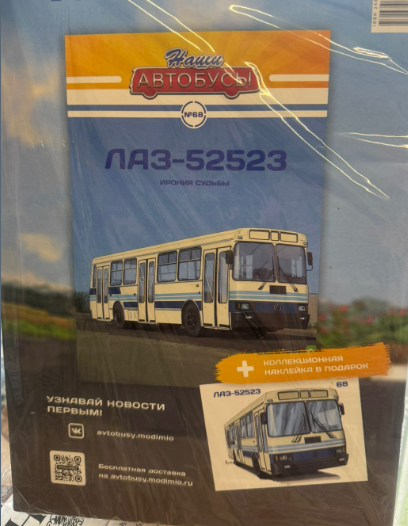 Наши
АВТОБУСЫ
№68
ЛАЗ-52523
ИРОНИЯ СУДЬБЫ
+ КОЛЛЕКЦИОННАЯ
НАКЛЕЙКА В ПОДАРОК
ЛАЗ-52523 68
УЗНАВАЙ НОВОСТИ
ПЕРВЫМ!
avtobusy.modimio
Бесплатная доставка
на avtobusy.modimio.ru